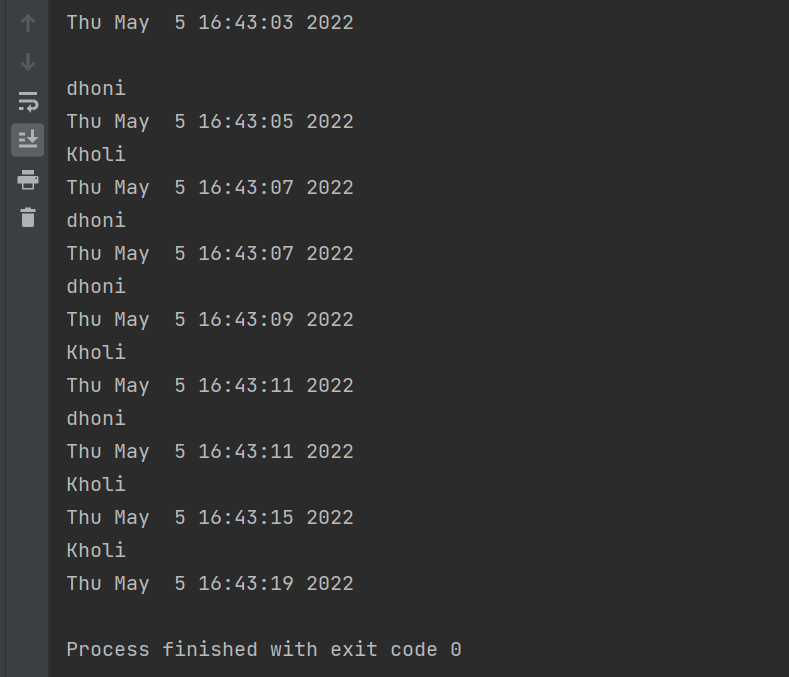 Thu May  5 16:43:03 2022

dhoni
Thu May  5 16:43:05 2022
Kholi
Thu May  5 16:43:07 2022
dhoni
Thu May  5 16:43:07 2022
dhoni
Thu May  5 16:43:09 2022
Kholi
Thu May  5 16:43:11 2022
dhoni
Thu May  5 16:43:11 2022
Kholi
Thu May  5 16:43:15 2022
Kholi
Thu May  5 16:43:19 2022

Process finished with exit code 0